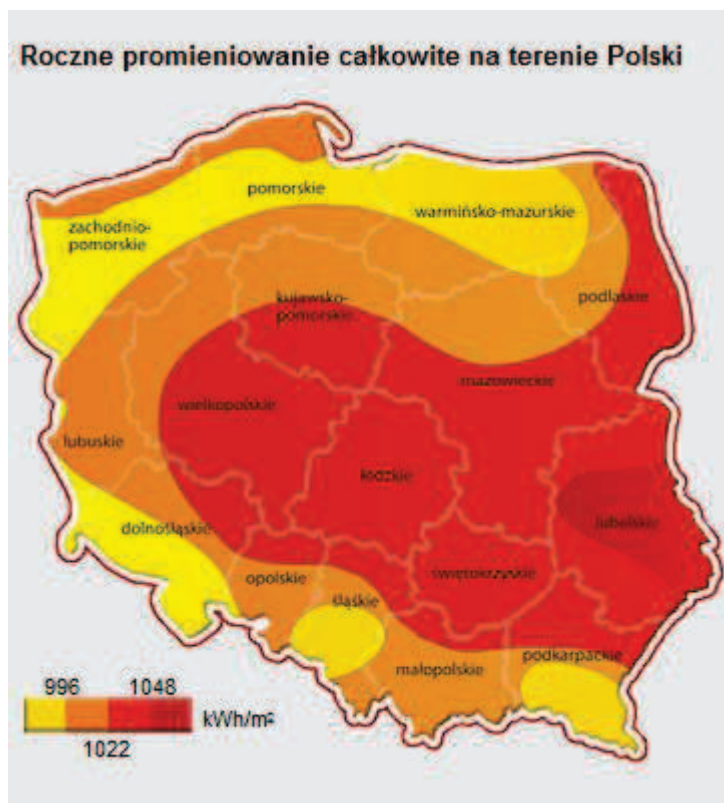 Roczne promieniowanie całkowite na terenie Polski
pomorskie
warmińsko-mazurskie
zachodnio-
pomorskie
kujawsko-
pomorskie
podlaskie
mazowieckie
wielkopolskie
lubuskie
łódzkie
lubelskie
dolnośląskie
opolskie
świętokrzyskie
śląskie
podkarpackie
małopolskie
996 1048
kWh/m²
1022